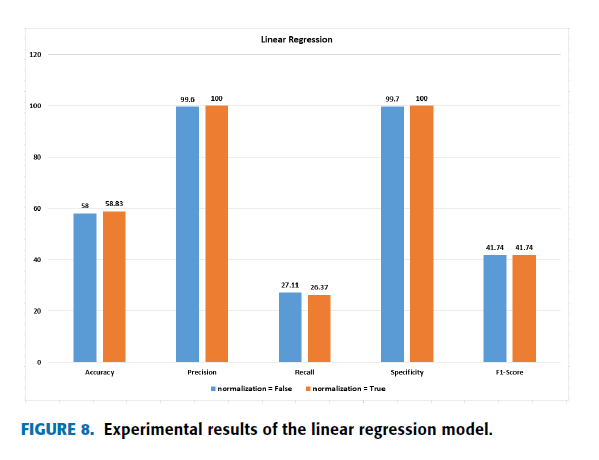 Linear Regression
120
100
80
60
40
20
0
58
58.83
99.6
100
27.11
26.37
99.7
100
41.74
41.74
Accuracy
Precision
Recall
Specificity
F1-Score
normalization = False
normalization = True
FIGURE 8. Experimental results of the linear regression model.